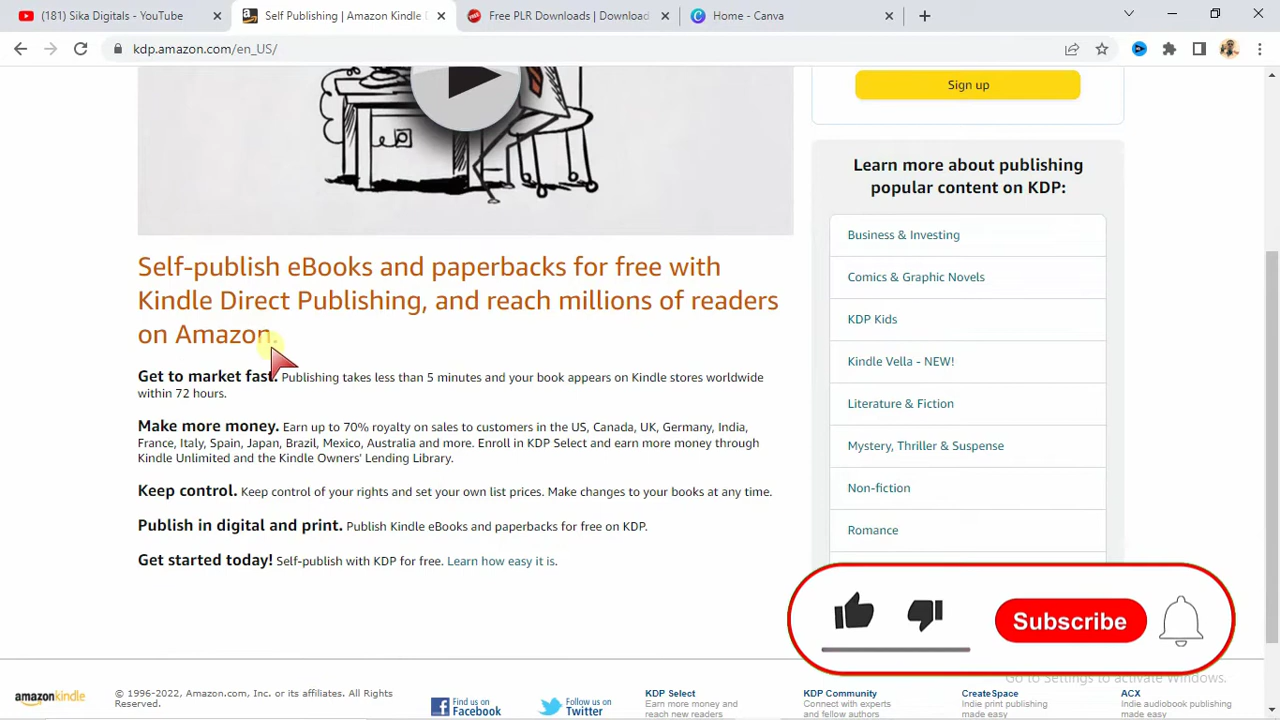 (181) Sika Digitals - YouTube
Self Publishing | Amazon Kindle
Free PLR Downloads | Download
Home - Canva
kdp.amazon.com/en_US/
Sign up
Learn more about publishing
popular content on KDP:
Business & Investing
Comics & Graphic Novels
KDP Kids
Kindle Vella - NEW!
Literature & Fiction
Mystery, Thriller & Suspense
Non-fiction
Romance
Self-publish eBooks and paperbacks for free with
Kindle Direct Publishing, and reach millions of readers
on Amazon.
Get to market fast. Publishing takes less than 5 minutes and your book appears on Kindle stores worldwide
within 72 hours.
Make more money. Earn up to 70% royalty on sales to customers in the US, Canada, UK, Germany, India,
France, Italy, Spain, Japan, Brazil, Mexico, Australia and more. Enroll in KDP Select and earn more money through
Kindle Unlimited and the Kindle Owners' Lending Library.
Keep control. Keep control of your rights and set your own list prices. Make changes to your books at any time.
Publish in digital and print. Publish Kindle eBooks and paperbacks for free on KDP.
Get started today! Self-publish with KDP for free. Learn how easy it is.
Subscribe
Go to Settings to activate Windows.
amazonkindle
© 1996-2022, Amazon.com, Inc. or its affiliates. All Rights
Reserved.
Find us on
Facebook
Follow us on
Twitter
KDP Select
Earn more money and
reach new readers
KDP Community
Connect with experts
and fellow authors
CreateSpace
Indie print publishing
made easy
ACX
Indie audiobook publishing
made easy